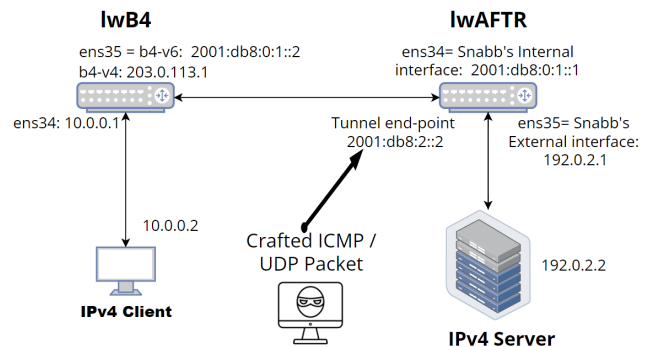 lwB4
lwAFTR
ens35 = b4-v6: 2001:db8:0:1::2
b4-v4: 203.0.113.1
ens34= Snabb's Internal
interface: 2001:db8:0:1::1
ens34: 10.0.0.1
Tunnel end-point
2001:db8:2::2
ens35= Snabb's
External interface:
192.0.2.1
10.0.0.2
Crafted ICMP /
UDP Packet
192.0.2.2
IPv4 Client
IPv4 Server